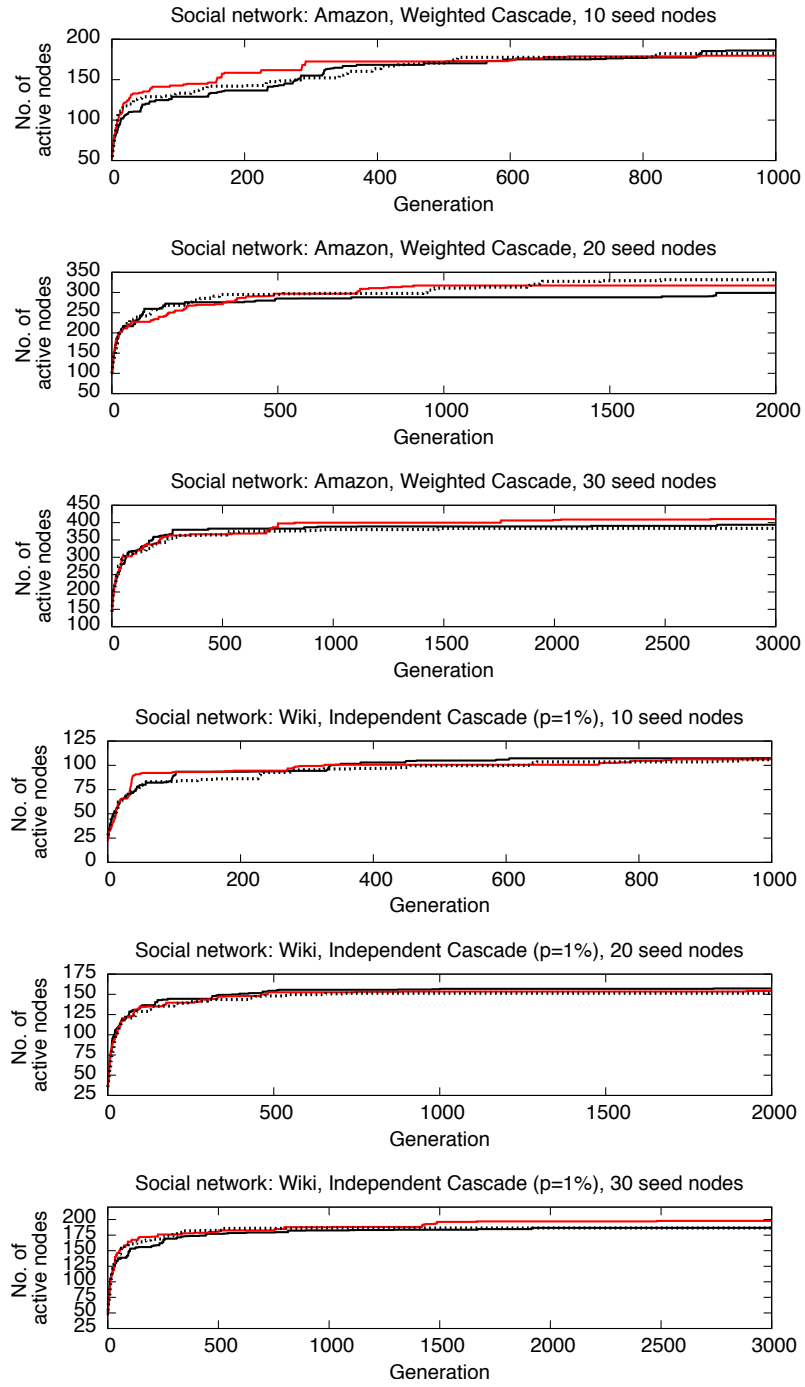 Social network: Amazon, Weighted Cascade, 10 seed nodes
No. of
active nodes
200
150
100
50
0 200 400 600 800 1000
Generation
Social network: Amazon, Weighted Cascade, 20 seed nodes
No. of
active nodes
350
300
250
200
150
100
50
0 500 1000 1500 2000
Generation
Social network: Amazon, Weighted Cascade, 30 seed nodes
No. of
active nodes
450
400
350
300
250
200
150
100
0 500 1000 1500 2000 2500 3000
Generation
Social network: Wiki, Independent Cascade (p=1%), 10 seed nodes
No. of
active nodes
125
100
75
50
25
0
0 200 400 600 800 1000
Generation
Social network: Wiki, Independent Cascade (p=1%), 20 seed nodes
No. of
active nodes
175
150
125
100
75
50
25
0 500 1000 1500 2000
Generation
Social network: Wiki, Independent Cascade (p=1%), 30 seed nodes
No. of
active nodes
200
175
150
125
100
75
50
25
0 500 1000 1500 2000 2500 3000
Generation